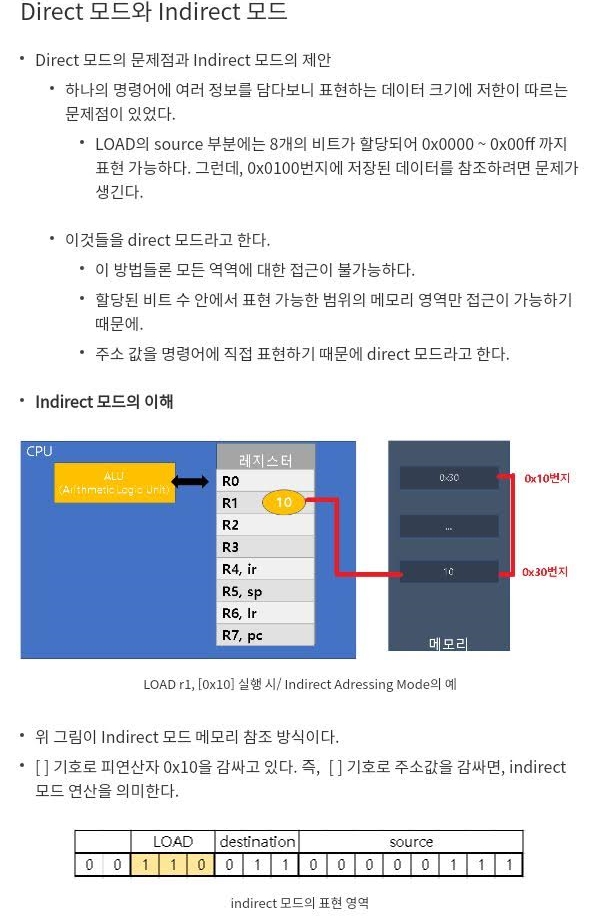 Direct 모드와 Indirect 모드
• Direct 모드의 문제점과 Indirect 모드의 제안
• 하나의 명령어에 여러 정보를 담다보니 표현하는 데이터 크기에 저한이 따르는
문제점이 있었다.
• LOAD의 source 부분에는 8개의 비트가 할당되어 0x0000 ~ 0x00ff 까지
표현 가능하다. 그런데, 0x0100번지에 저장된 데이터를 참조하려면 문제가
생긴다.
• 이것들을 direct 모드라고 한다.
• 이 방법들론 모든 역역에 대한 접근이 불가능하다.
• 할당된 비트 수 안에서 표현 가능한 범위의 메모리 영역만 접근이 가능하기
때문에.
• 주소 값을 명령어에 직접 표현하기 때문에 direct 모드라고 한다.
• Indirect 모드의 이해
CPU
ALU
(Arithmatic Logic Unit)
레지스터
R0
R1
10
R2
R3
R4, ir
R5, sp
R6, lr
R7, pc
0x30
0x10번지
...
10
0x30번지
메모리
LOAD r1, [0x10] 실행 시/ Indirect Adressing Mode의 예
• 위 그림이 Indirect 모드 메모리 참조 방식이다.
• [ ] 기호로 피연산자 0x10을 감싸고 있다. 즉, [ ] 기호로 주소값을 감싸면, indirect
모드 연산을 의미한다.
LOAD destination source
0 0 1 1 0 0 1 1 0 0 0 0 0 1 1 1
indirect 모드의 표현 영역